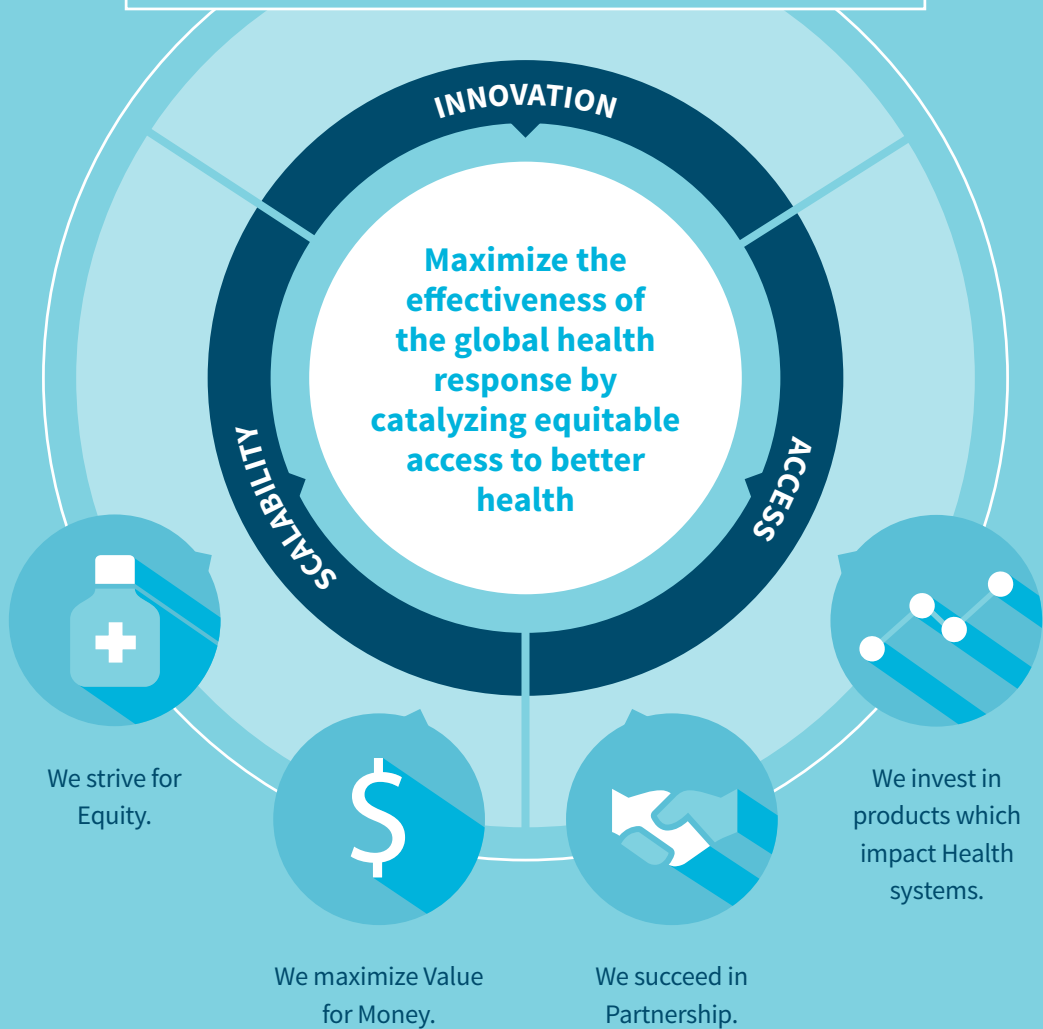 INNOVATION
Maximize the
effectiveness of
the global health
response by
catalyzing equitable
access to better
health
SCALABILITY
ACCESS
We strive for
Equity.
We maximize Value
for Money.
We succeed in
Partnership.
We invest in
products which
impact Health
systems.